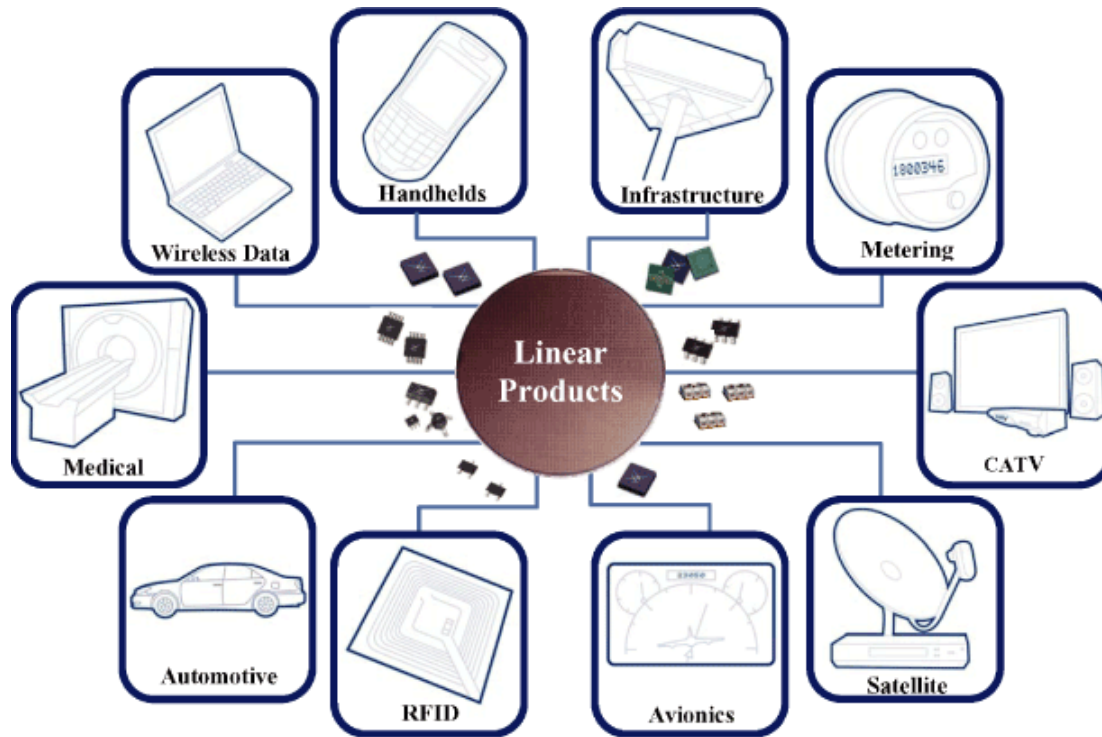 Handhelds
Infrastructure
Wireless Data
1800346
Metering
Linear
Products
Medical
CATV
Automotive
RFID
Avionics
Satellite